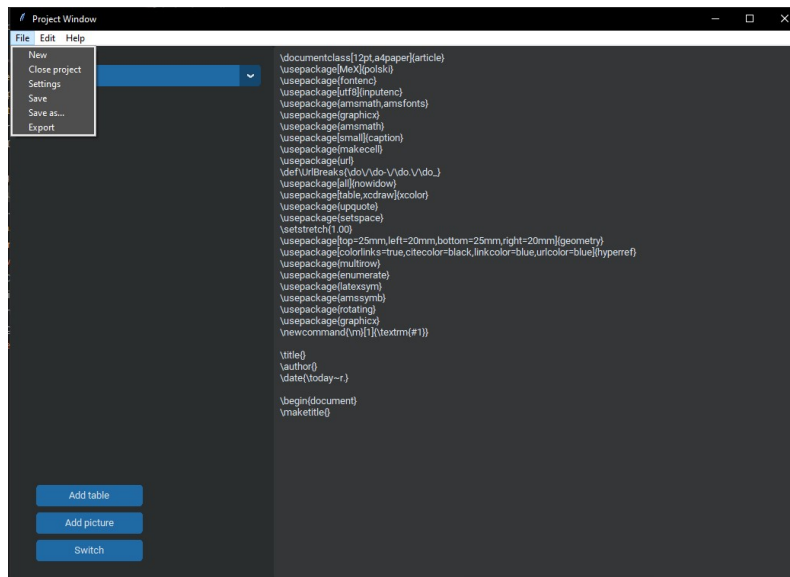 Project Window
File Edit Help
New
Close project
Settings
Save
Save as...
Export
\documentclass[12pt,a4paper]{article}
\usepackage[MeX]{polski}
\usepackage{fontenc}
\usepackage[utf8]{inputenc}
\usepackage{amsmath,amsfonts}
\usepackage{graphicx}
\usepackage{amsmath}
\usepackage[small]{caption}
\usepackage{makecell}
\usepackage{url}
\def\UrlBreaks{\do\/\do-\/\do.\/\do_}
\usepackage[all]{nowidow}
\usepackage[table,xcdraw]{xcolor}
\usepackage{upquote}
\usepackage{setspace}
\setstretch{1.00}
\usepackage[top=25mm,left=20mm,bottom=25mm,right=20mm]{geometry}
\usepackage[colorlinks=true,citecolor=black,linkcolor=blue,urlcolor=blue]{hyperref}
\usepackage{multirow}
\usepackage{enumerate}
\usepackage{latexsym}
\usepackage{amssymb}
\usepackage{rotating}
\usepackage{graphicx}
\newcommand{\m}[1]{\textrm{#1}}
\title{}
\author{}
\date{\today~r.}
\begin{document}
\maketitle{}
Add table
Add picture
Switch